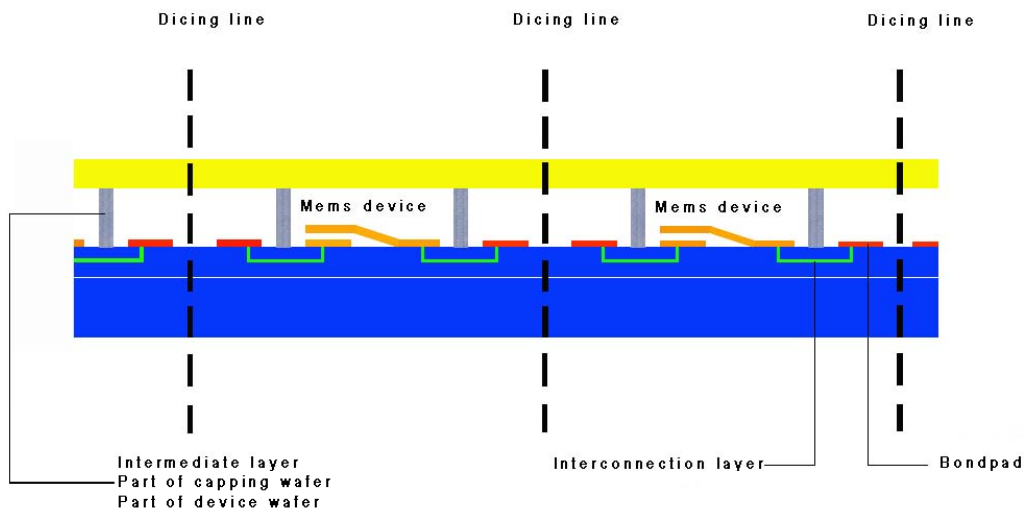 Dicing line
Dicing line
Dicing line
Mems device
Mems device
Intermediate layer
Part of capping wafer
Part of device wafer
Interconnection layer
Bondpad